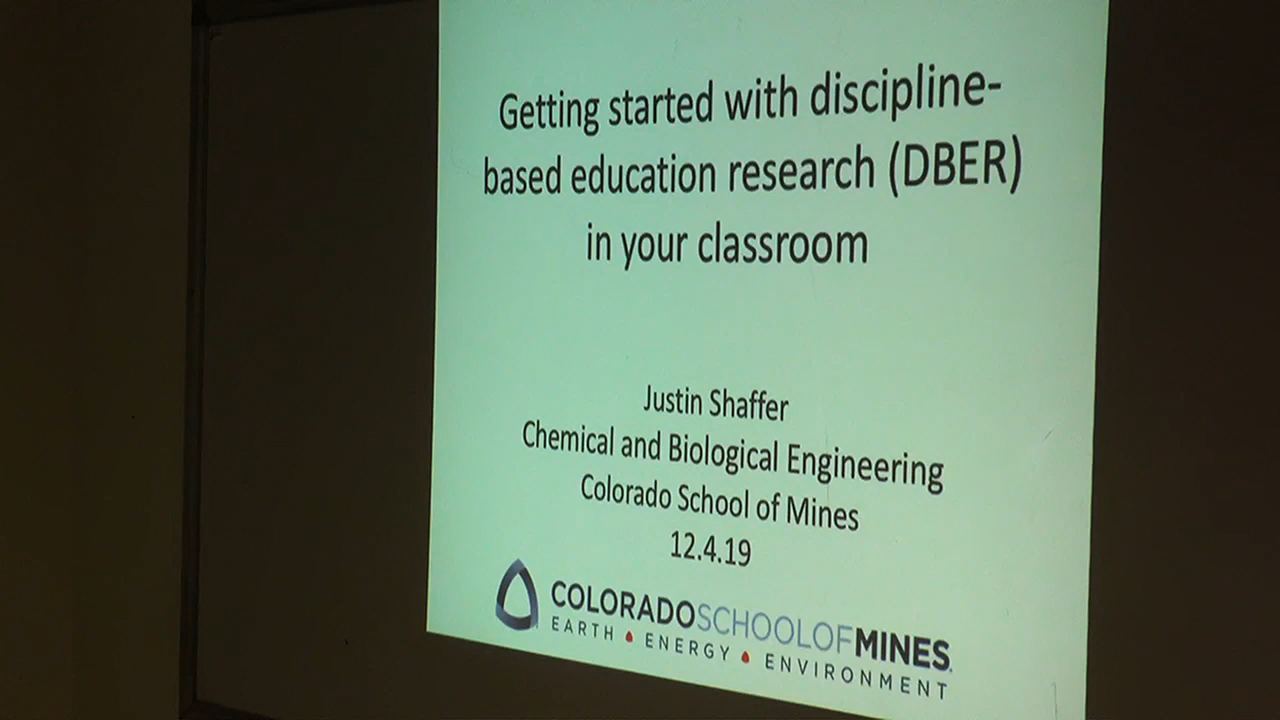 Getting started with discipline-
based education research (DBER)
in your classroom
Justin Shaffer
Chemical and Biological Engineering
Colorado School of Mines
12.4.19
COLORADOSCHOOLOFMINES
EARTH • ENERGY • ENVIRONMENT